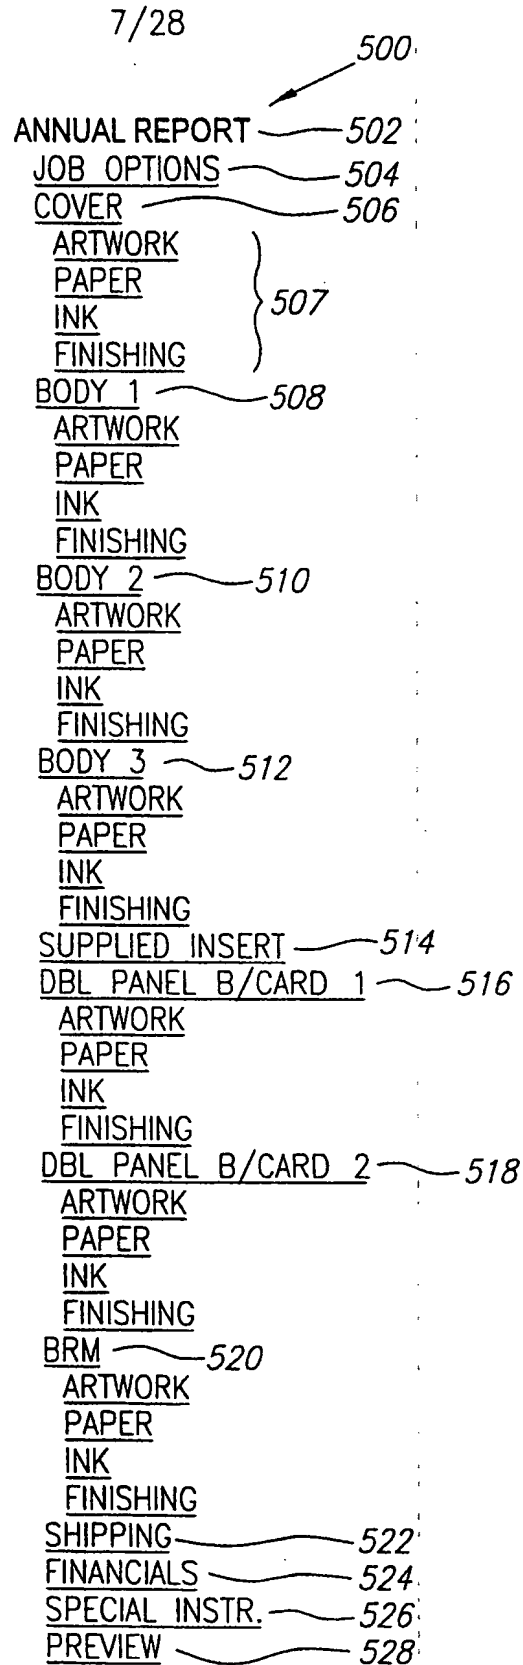 7/28
500
ANNUAL REPORT 502
JOB OPTIONS 504
COVER 506
ARTWORK
PAPER
507
INK
FINISHING
BODY 1 508
ARTWORK
PAPER
INK
FINISHING
BODY 2 510
ARTWORK
PAPER
INK
FINISHING
BODY 3 512
ARTWORK
PAPER
INK
FINISHING
SUPPLIED INSERT 514
DBL PANEL B/CARD 1 516
ARTWORK
PAPER
INK
FINISHING
DBL PANEL B/CARD 2 518
ARTWORK
PAPER
INK
FINISHING
BRM 520
ARTWORK
PAPER
INK
FINISHING
SHIPPING 522
FINANCIALS 524
SPECIAL INSTR. 526
PREVIEW 528